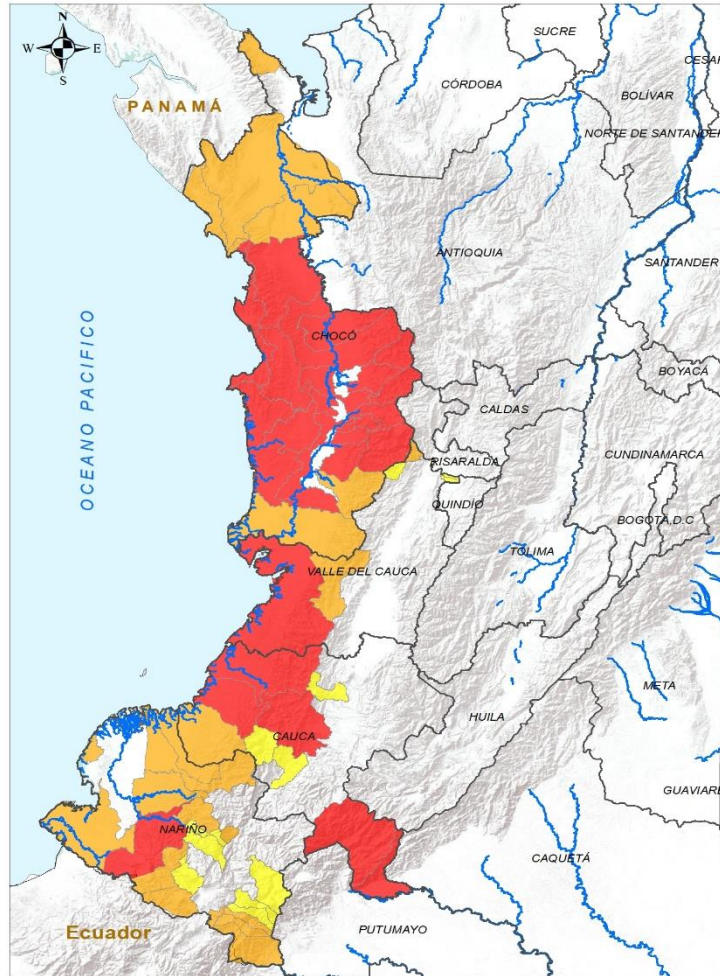 N
W E
S
SUCRE
CESAR
CÓRDOBA
BOLÍVAR
PANAMÁ
NORTE DE SANTANDER
ANTIOQUIA
SANTANDER
OCEANO PACIFICO
CHOCÓ
BOYACÁ
CALDAS
CUNDINAMARCA
RISARALDA
QUINDÍO
BOGOTÁ, D.C
TOLIMA
VALLE DEL CAUCA
META
HUILA
CAUCA
GUAVIARE
NARIÑO
CAQUETÁ
Ecuador
PUTUMAYO